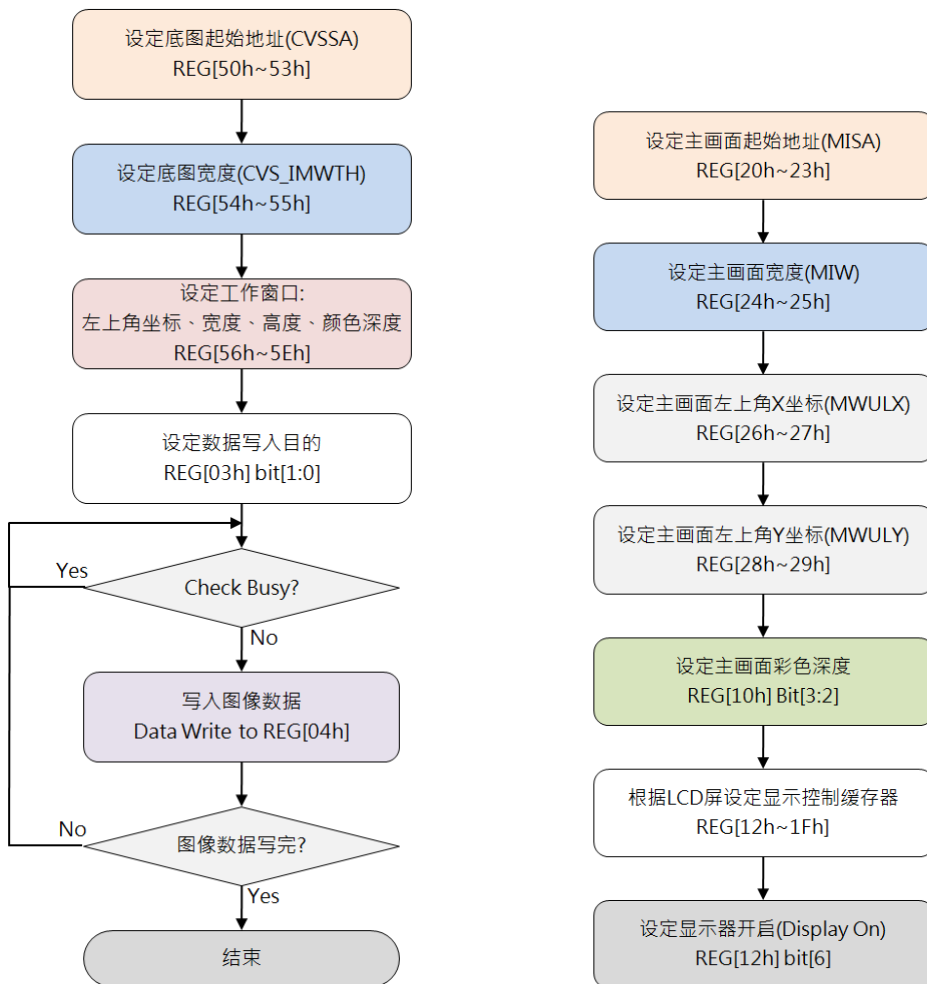 设定底图起始地址(CVSSA)
REG[50h~53h]
设定底图宽度(CVS_IMWTH)
REG[54h~55h]
设定工作窗口:
左上角坐标、宽度、高度、颜色深度
REG[56h~5Eh]
设定数据写入目的
REG[03h] bit[1:0]
Yes
Check Busy?
No
写入图像数据
Data Write to REG[04h]
No
图像数据写完?
Yes
结束
设定主画面起始地址(MISA)
REG[20h~23h]
设定主画面宽度(MIW)
REG[24h~25h]
设定主画面左上角X坐标(MWULX)
REG[26h~27h]
设定主画面左上角Y坐标(MWULY)
REG[28h~29h]
设定主画面彩色深度
REG[10h] Bit[3:2]
根据LCD屏设定显示控制缓存器
REG[12h~1Fh]
设定显示器开启(Display On)
REG[12h] bit[6]